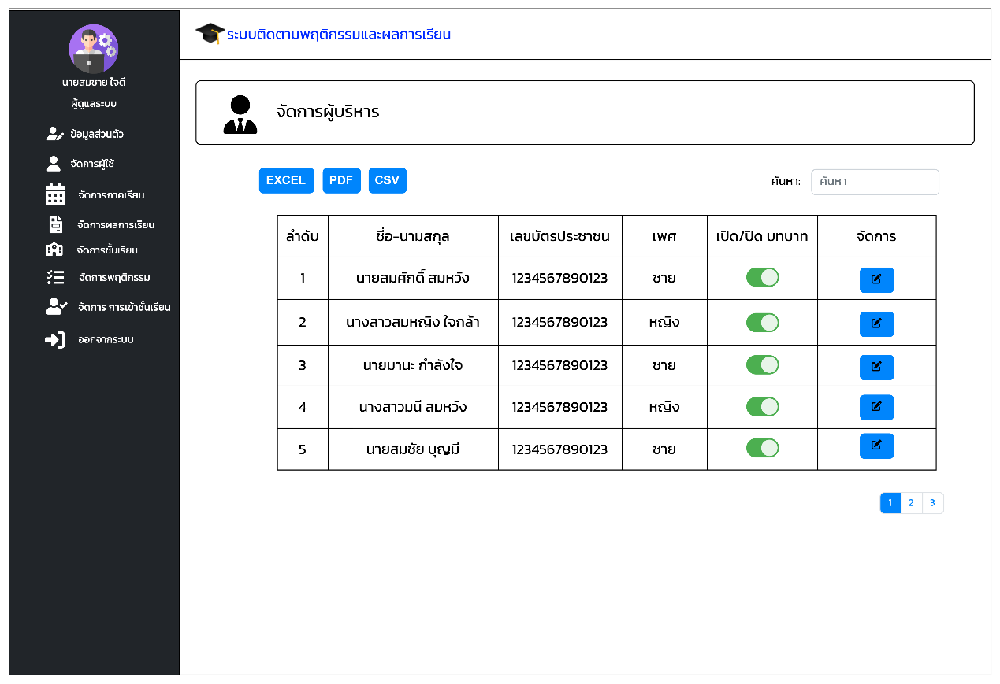 นายสมชาย ใจดี
ผู้ดูแลระบบ
ข้อมูลส่วนตัว
จัดการผู้ใช้
จัดการภาคเรียน
จัดการผลการเรียน
จัดการชั้นเรียน
จัดการพฤติกรรม
จัดการ การเข้าชั้นเรียน
ออกจากระบบ
ระบบติดตามพฤติกรรมและผลการเรียน
จัดการผู้บริหาร
EXCEL PDF CSV ค้นหา: ค้นหา
ลำดับ ชื่อ-นามสกุล เลขบัตรประชาชน เพศ เปิด/ปิด บทบาท จัดการ
1 นายสมศักดิ์ สมหวัง 1234567890123 ชาย
2 นางสาวสมหญิง ใจกล้า 1234567890123 หญิง
3 นายมานะ กำลังใจ 1234567890123 ชาย
4 นางสาวมนี สมหวัง 1234567890123 หญิง
5 นายสมชัย บุญมี 1234567890123 ชาย
1 2 3